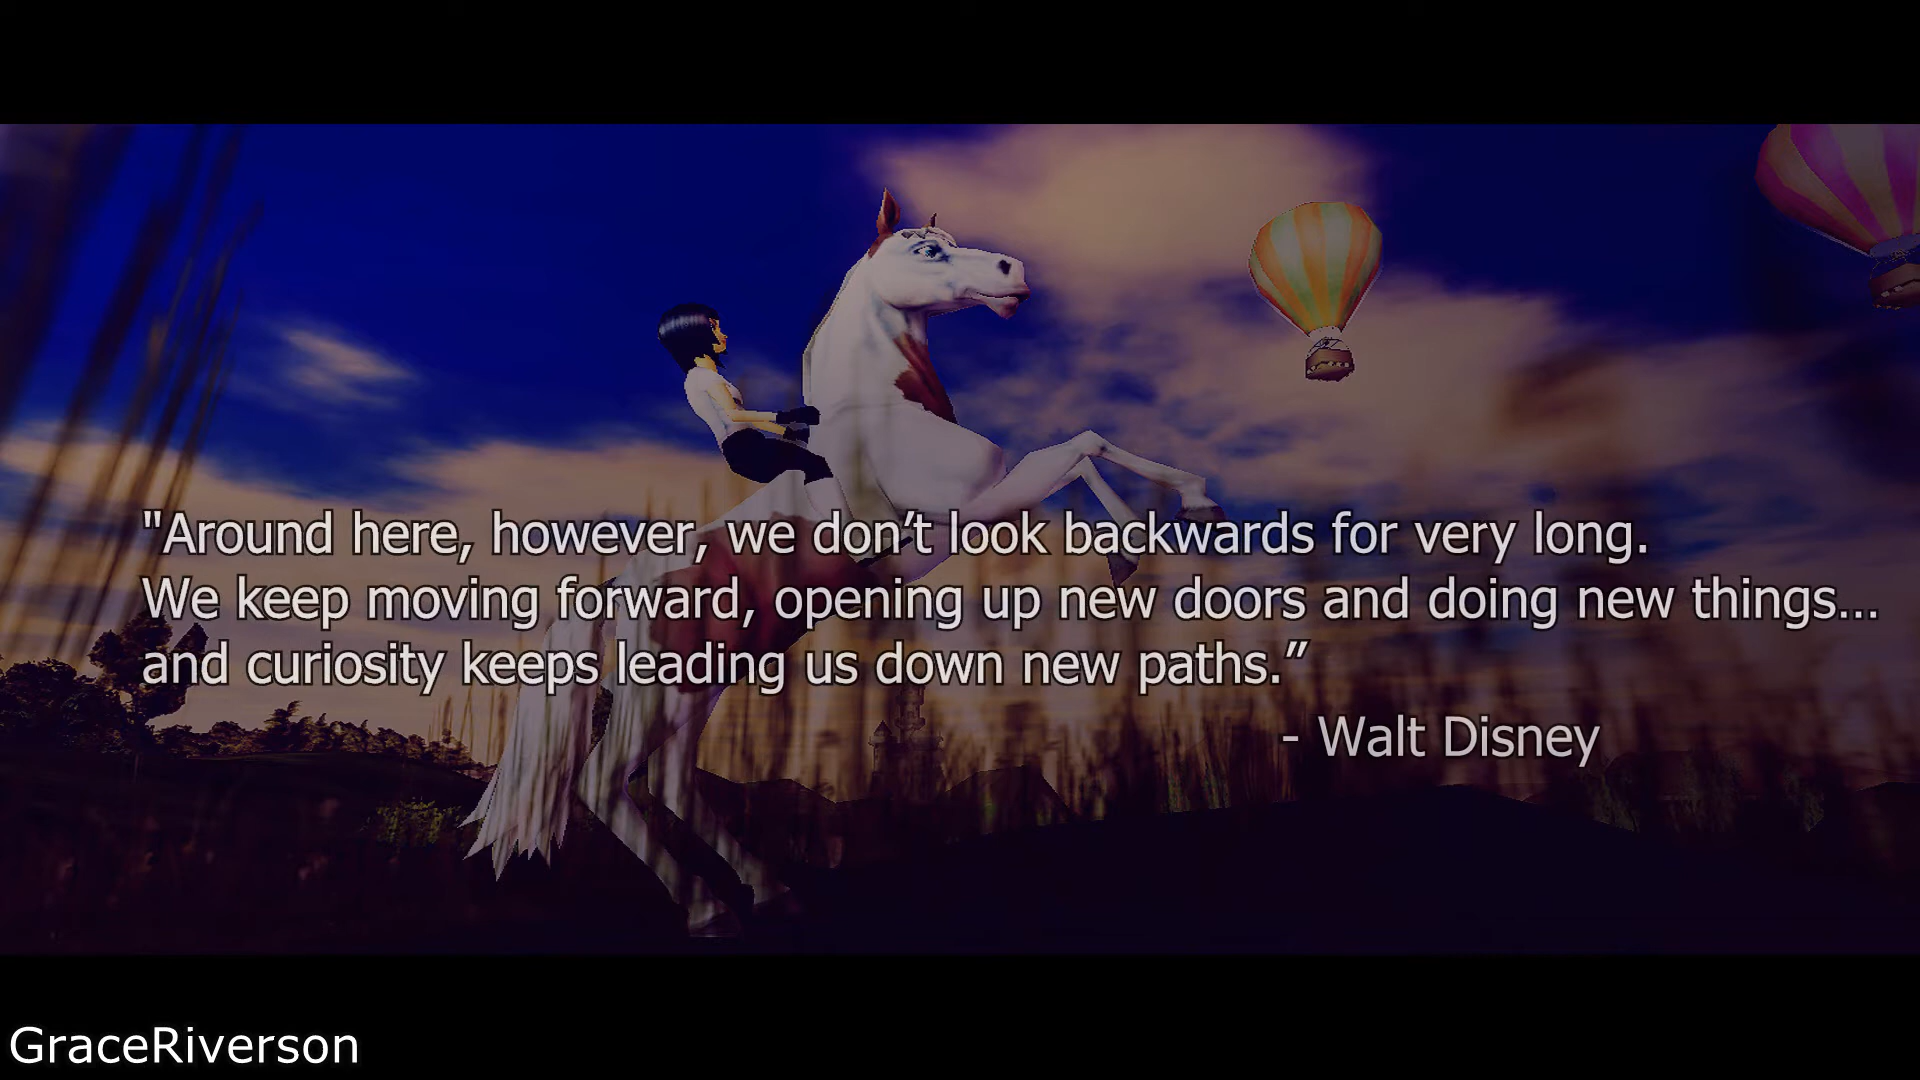 "Around here, however, we don’t look backwards for very long.
We keep moving forward, opening up new doors and doing new things...
and curiosity keeps leading us down new paths.”
- Walt Disney
GraceRiverson